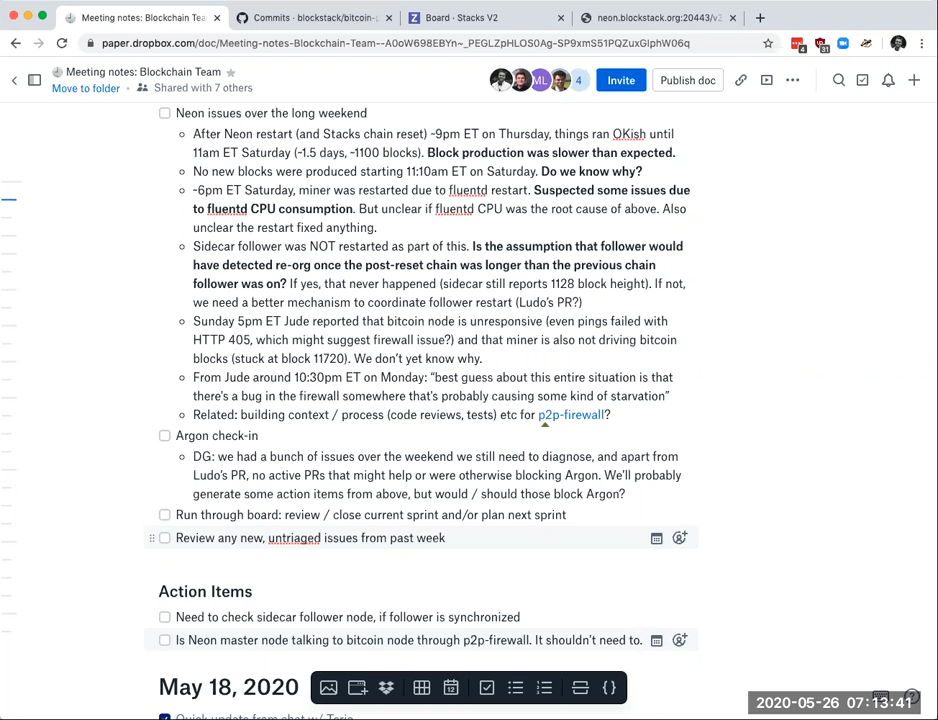 Meeting notes: Blockchain Tea
Commits · blockstack/bitcoin-
Board · Stacks V2
neon.blockstack.org:20443/v2
paper.dropbox.com/doc/Meeting-notes-Blockchain-Team--A0oW698EBYn~_PEGLZpHLOS0Ag-SP9xmS51PQZuxGlphW06q
4
31
Meeting notes: Blockchain Team
Move to folder · Shared with 7 others
ML
4
Invite
Publish doc
Neon issues over the long weekend
After Neon restart (and Stacks chain reset) ~9pm ET on Thursday, things ran OKish until
11am ET Saturday (~1.5 days, ~1100 blocks). Block production was slower than expected.
No new blocks were produced starting 11:10am ET on Saturday. Do we know why?
~6pm ET Saturday, miner was restarted due to fluentd restart. Suspected some issues due
to fluentd CPU consumption. But unclear if fluentd CPU was the root cause of above. Also
unclear the restart fixed anything.
Sidecar follower was NOT restarted as part of this. Is the assumption that follower would
have detected re-org once the post-reset chain was longer than the previous chain
follower was on? If yes, that never happened (sidecar still reports 1128 block height). If not,
we need a better mechanism to coordinate follower restart (Ludo's PR?)
Sunday 5pm ET Jude reported that bitcoin node is unresponsive (even pings failed with
HTTP 405, which might suggest firewall issue?) and that miner is also not driving bitcoin
blocks (stuck at block 11720). We don't yet know why.
From Jude around 10:30pm ET on Monday: "best guess about this entire situation is that
there's a bug in the firewall somewhere that's probably causing some kind of starvation"
Related: building context / process (code reviews, tests) etc for p2p-firewall?
Argon check-in
DG: we had a bunch of issues over the weekend we still need to diagnose, and apart from
Ludo's PR, no active PRs that might help or were otherwise blocking Argon. We'll probably
generate some action items from above, but would / should those block Argon?
Run through board: review / close current sprint and/or plan next sprint
Review any new, untriaged issues from past week
Action Items
Need to check sidecar follower node, if follower is synchronized
Is Neon master node talking to bitcoin node through p2p-firewall. It shouldn't need to.
May 18, 2020
12
Quick update from chat w/ Terje
2020-05-26 07:13:41